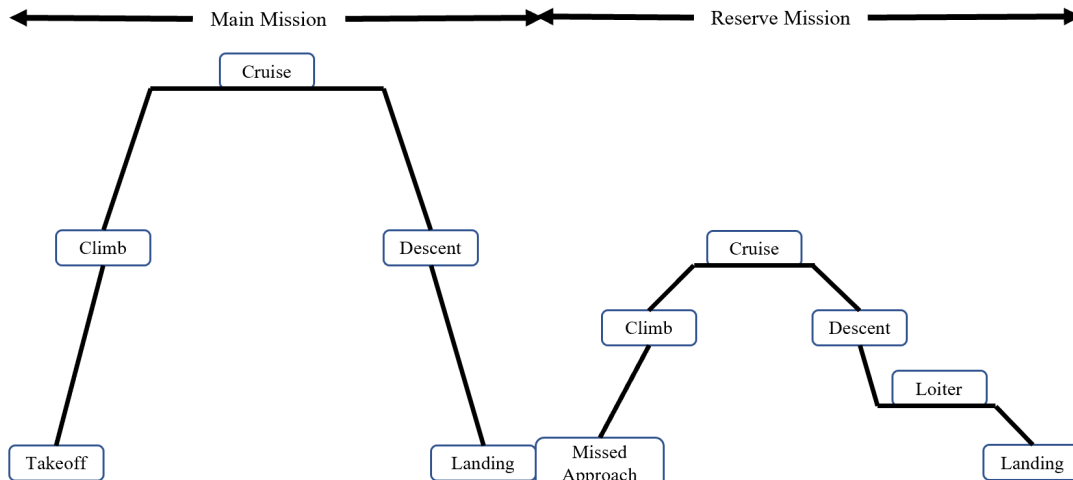 Main Mission
Reserve Mission
Cruise
Climb
Descent
Takeoff
Landing
Cruise
Climb
Descent
Loiter
Missed
Approach
Landing